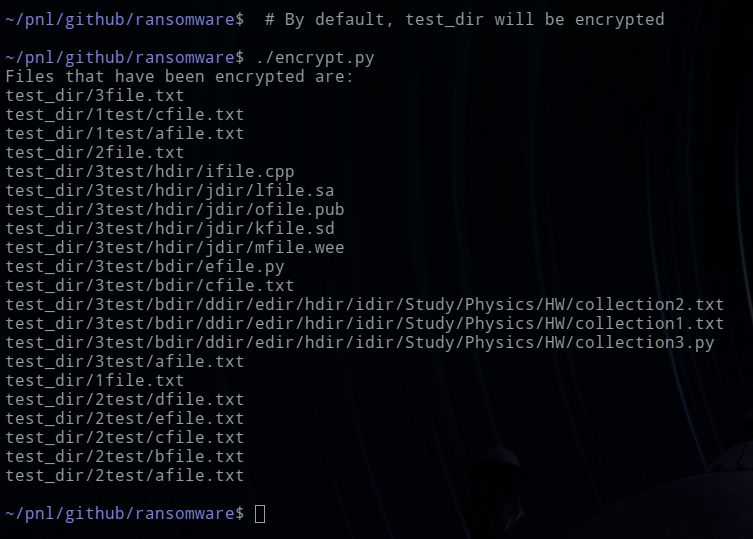 ~/pnl/github/ransomware$  # By default, test_dir will be encrypted
~/pnl/github/ransomware$ ./encrypt.py
Files that have been encrypted are:
test_dir/3file.txt
test_dir/1test/cfile.txt
test_dir/1test/afile.txt
test_dir/2file.txt
test_dir/3test/hdir/ifile.cpp
test_dir/3test/hdir/jdir/lfile.sa
test_dir/3test/hdir/jdir/ofile.pub
test_dir/3test/hdir/jdir/kfile.sd
test_dir/3test/hdir/jdir/mfile.wee
test_dir/3test/bdir/efile.py
test_dir/3test/bdir/cfile.txt
test_dir/3test/bdir/ddir/edir/hdir/idir/Study/Physics/HW/collection2.txt
test_dir/3test/bdir/ddir/edir/hdir/idir/Study/Physics/HW/collection1.txt
test_dir/3test/bdir/ddir/edir/hdir/idir/Study/Physics/HW/collection3.py
test_dir/3test/afile.txt
test_dir/1file.txt
test_dir/2test/dfile.txt
test_dir/2test/efile.txt
test_dir/2test/cfile.txt
test_dir/2test/bfile.txt
test_dir/2test/afile.txt
~/pnl/github/ransomware$